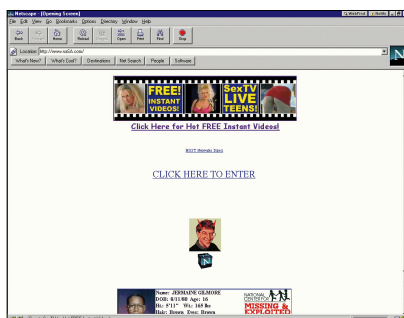 Netscape - [Opening Screen]
File Edit View Go Bookmarks Options Directory Window Help
Back
Home
Reload
Open
Print
Find
Stop
Location:
What's New? What's Cool? Destinations Net Search People Software
FREE!
INSTANT
VIDEOS!
SexTV
LIVE
TEENS!
Click Here for Hot FREE Instant Videos!
CLICK HERE TO ENTER
N
Name: JERMAINE GILMORE
DOB: 8/11/80 Age: 16
Ht: 5'11" Wt: 165 lbs
Hair: Brown Eyes: Brown
NATIONAL
CENTER FOR
MISSING &
EXPLOITED